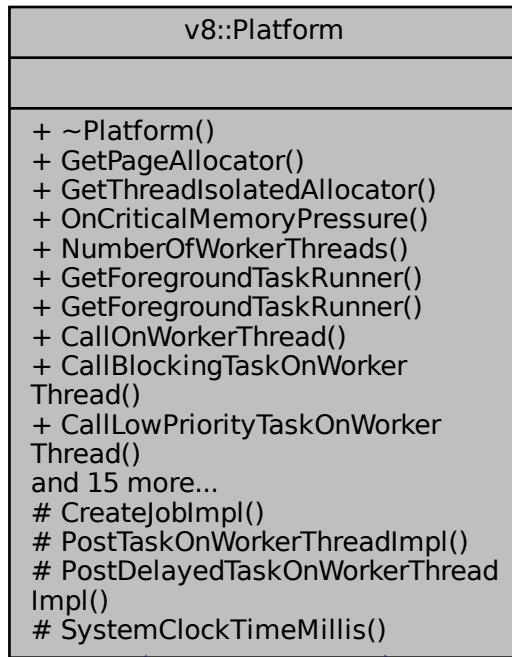 v8::Platform
+ ~Platform()
+ GetPageAllocator()
+ GetThreadIsolatedAllocator()
+ OnCriticalMemoryPressure()
+ NumberOfWorkerThreads()
+ GetForegroundTaskRunner()
+ GetForegroundTaskRunner()
+ CallOnWorkerThread()
+ CallBlockingTaskOnWorker
Thread()
+ CallLowPriorityTaskOnWorker
Thread()
and 15 more...
# CreateJobImpl()
# PostTaskOnWorkerThreadImpl()
# PostDelayedTaskOnWorkerThread
Impl()
# SystemClockTimeMillis()